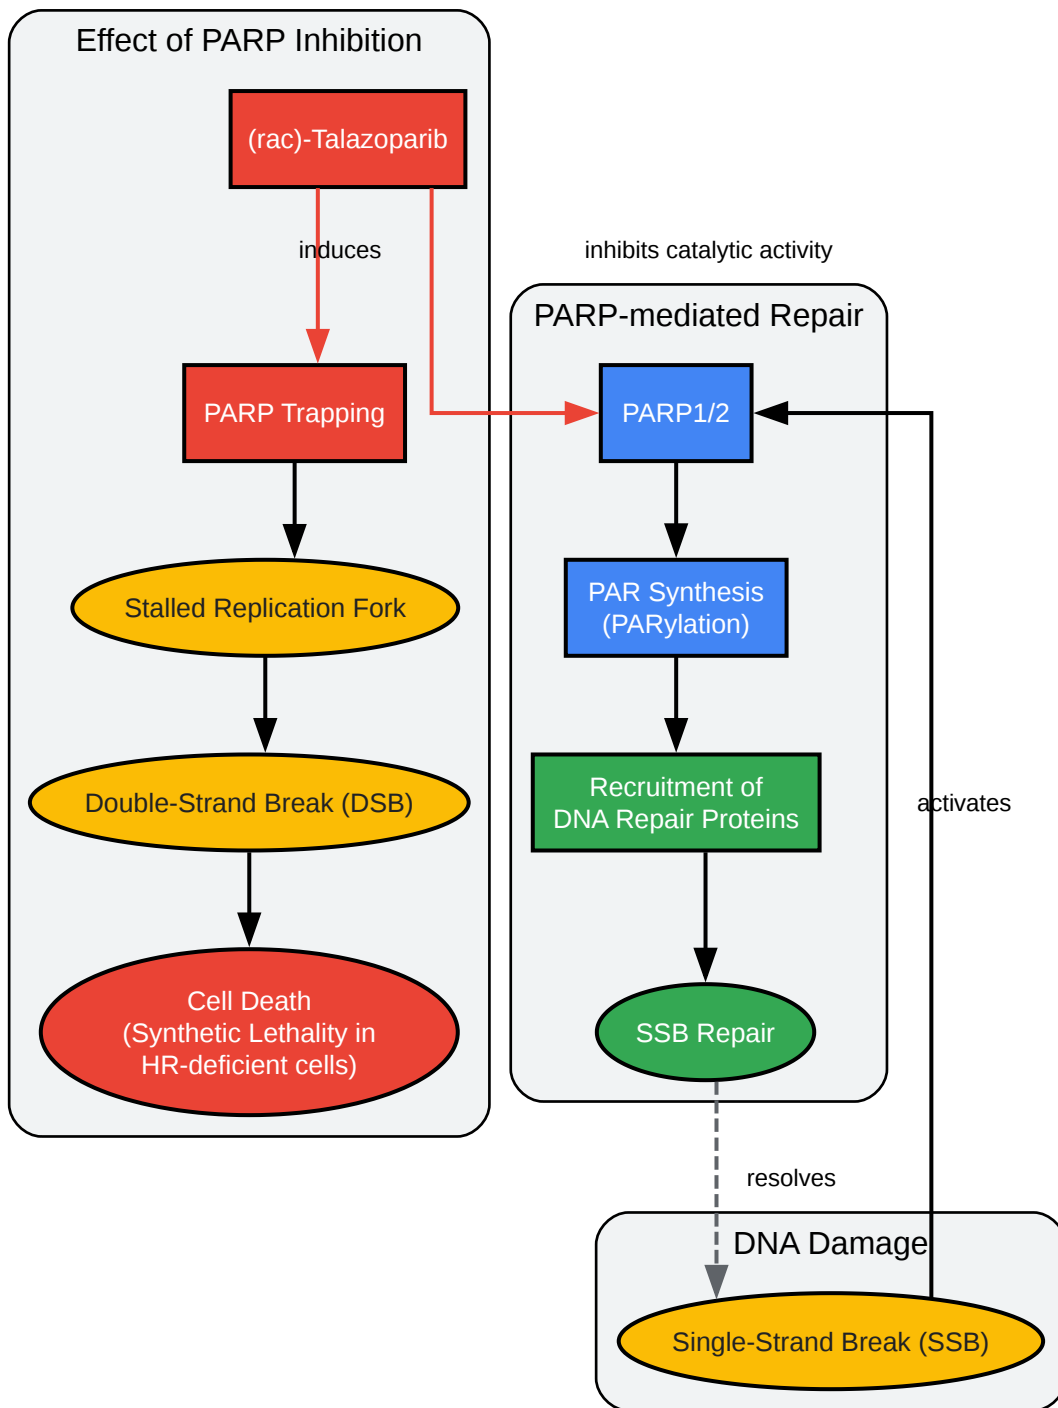 Effect of PARP Inhibition
(rac)-Talazoparib
induces
inhibits catalytic activity
PARP-mediated Repair
PARP Trapping
PARP1/2
Stalled Replication Fork
PAR Synthesis
(PARylation)
Double-Strand Break (DSB)
Recruitment of
DNA Repair Proteins
activates
Cell Death
(Synthetic Lethality in
HR-deficient cells)
SSB Repair
resolves
DNA Damage
Single-Strand Break (SSB)